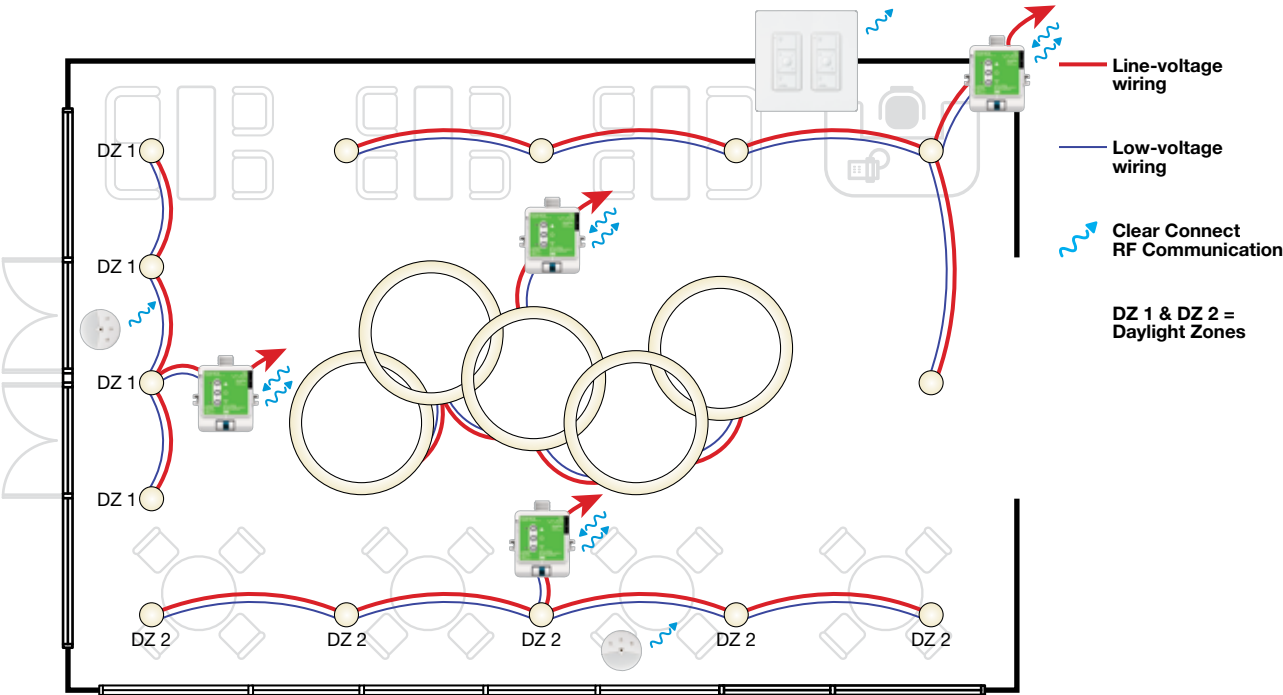 Line-voltage
wiring
Low-voltage
wiring
Clear Connect
RF Communication
DZ 1 & DZ 2 =
Daylight Zones
DZ 1
DZ 1
DZ 1
DZ 1
DZ 2
DZ 2
DZ 2
DZ 2
DZ 2